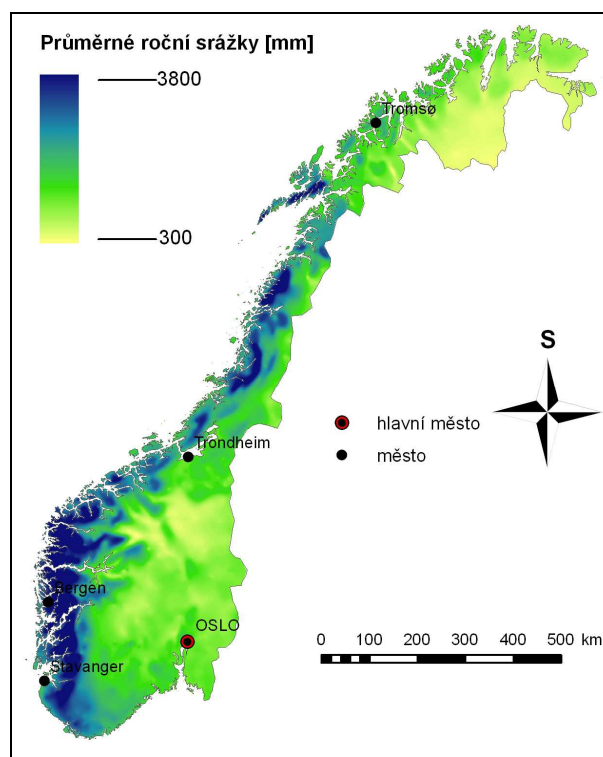 Průměrné roční srážky [mm]
3800
300
Tromsø
S
hlavní město
město
Trondheim
Bergen
OSLO
Stavanger
0 100 200 300 400 500 km